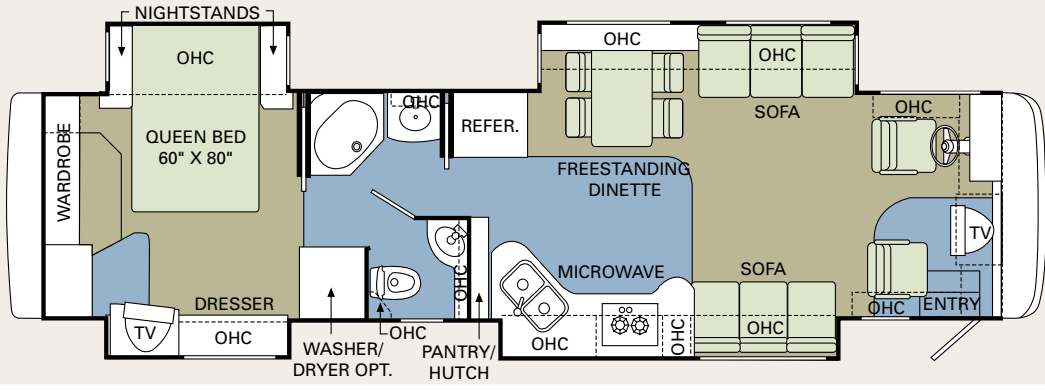 NIGHTSTANDS
OHC
QUEEN BED
60" X 80"
WARDROBE
TV
DRESSER
OHC
WASHER/
DRYER OPT.
OHC
OHC
OHC
PANTRY/
HUTCH
REFER.
OHC
FREESTANDING
DINETTE
OHC
SOFA
MICROWAVE
OHC
OHC
SOFA
OHC
OHC
TV
OHC
ENTRY